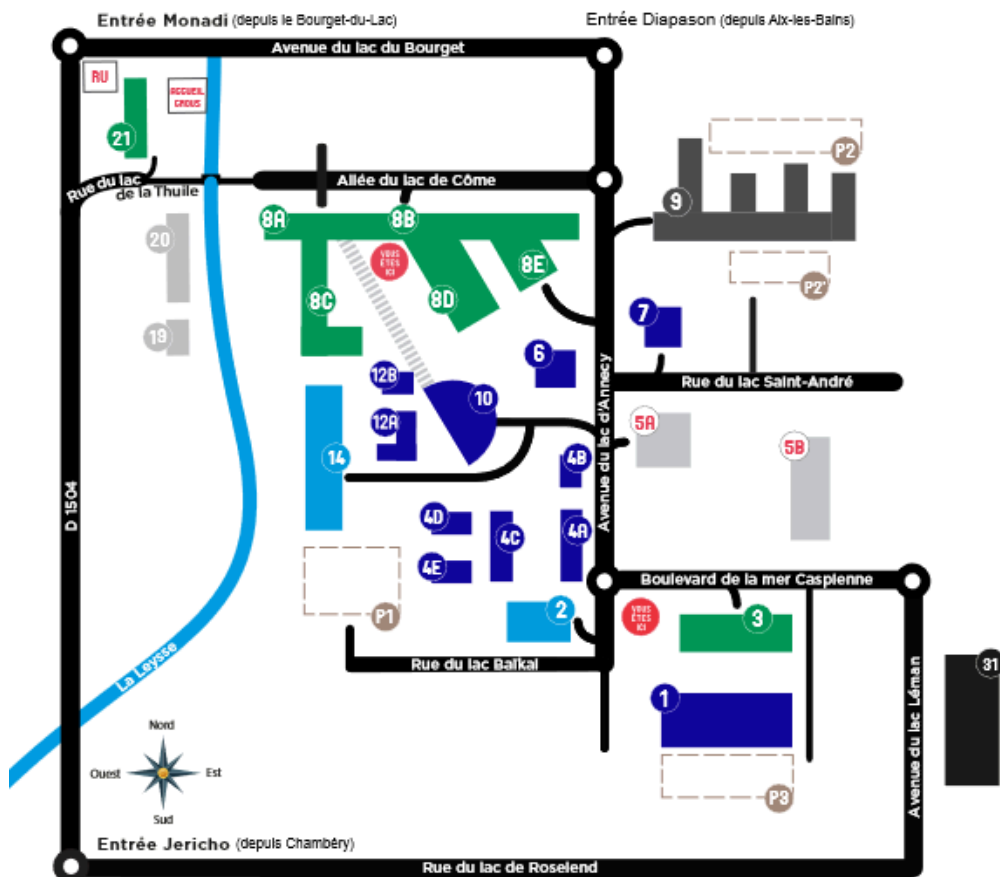 Entrée Monadi (depuis le Bourget-du-Lac)
Entrée Diapason (depuis Aix-les-Bains)
Avenue du lac du Bourget
RU
ACCUEIL
CROUS
21
P2
Rue du lac
de la Thuile
Allée du lac de Côme
9
8A
8B
20
VOUS
ÊTES
ICI
8E
8C
8D
P2'
7
19
6
12B
Rue du lac Saint-André
10
12A
5A
5B
14
4B
Avenue du lac d'Annecy
D 1504
4D
4C
4A
4E
Boulevard de la mer Caspienne
P1
2
VOUS
ÊTES
ICI
3
Rue du lac Baïkal
31
La Leysse
1
Avenue du lac Léman
Nord
Ouest
Est
Sud
P3
Entrée Jericho (depuis Chambéry)
Rue du lac de Roselend